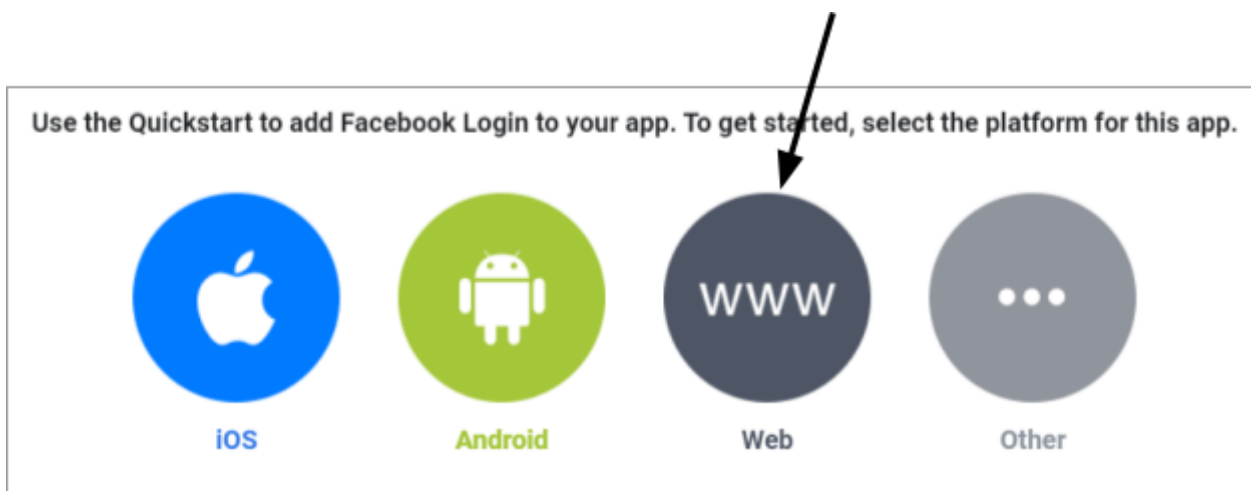 Use the Quickstart to add Facebook Login to your app. To get started, select the platform for this app.
WWW
iOS
Android
Web
Other